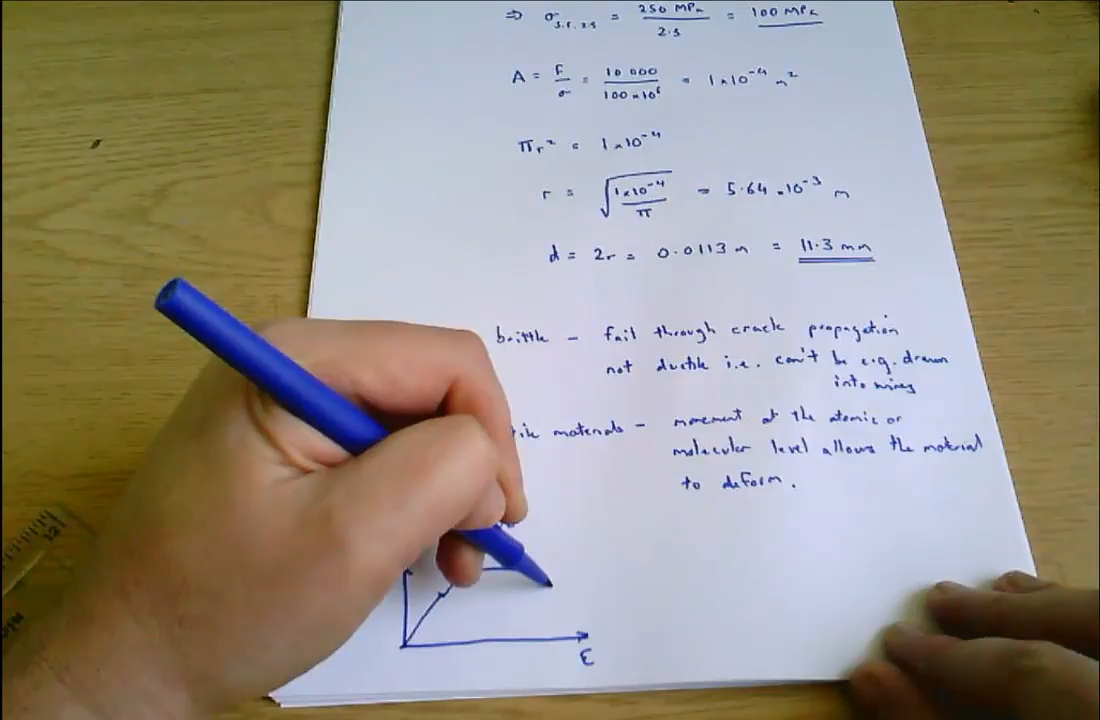 ⇒ σ S.F. 2.5 = 250 MPa / 2.5 = 100 MPa
A = F/σ = 10 000 / 100×10⁶ = 1×10⁻⁴ m²
πr² = 1×10⁻⁴
r = √(1×10⁻⁴ / π) = 5.64 ×10⁻³ m
d = 2r = 0.0113 m = 11.3 mm
brittle – fail through crack propagation
not ductile i.e. can't be e.g. drawn
into wires
materials – movement at the atomic or
molecular level allows the material
to deform.
ε
12